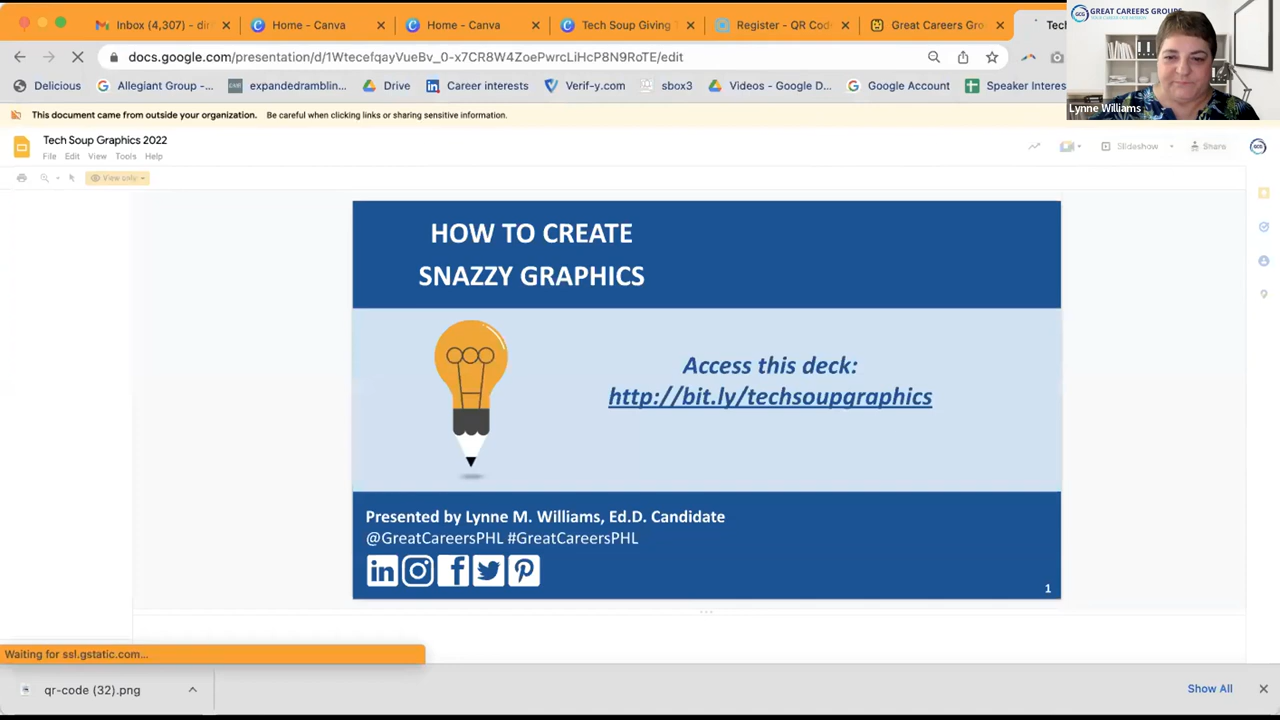 Inbox (4,307) - dir
Home - Canva
Home - Canva
Tech Soup Giving T
Register - QR Cod
Great Careers Gro
Tec
GREAT CAREERS GROUPS
docs.google.com/presentation/d/1WtecefqayVueBv_0-x7CR8W4ZoePwrcLiHcP8N9RoTE/edit
Delicious
Allegiant Group -...
expandedramblin...
Drive
Career interests
Verif-y.com
sbox3
Videos - Google D...
Google Account
Speaker Interes
Lynne Williams
This document came from outside your organization. Be careful when clicking links or sharing sensitive information.
Tech Soup Graphics 2022
File Edit View Tools Help
Slideshow
Share
View only
HOW TO CREATE
SNAZZY GRAPHICS
Access this deck:
http://bit.ly/techsoupgraphics
Presented by Lynne M. Williams, Ed.D. Candidate
@GreatCareersPHL #GreatCareersPHL
1
Waiting for ssl.gstatic.com...
qr-code (32).png
Show All